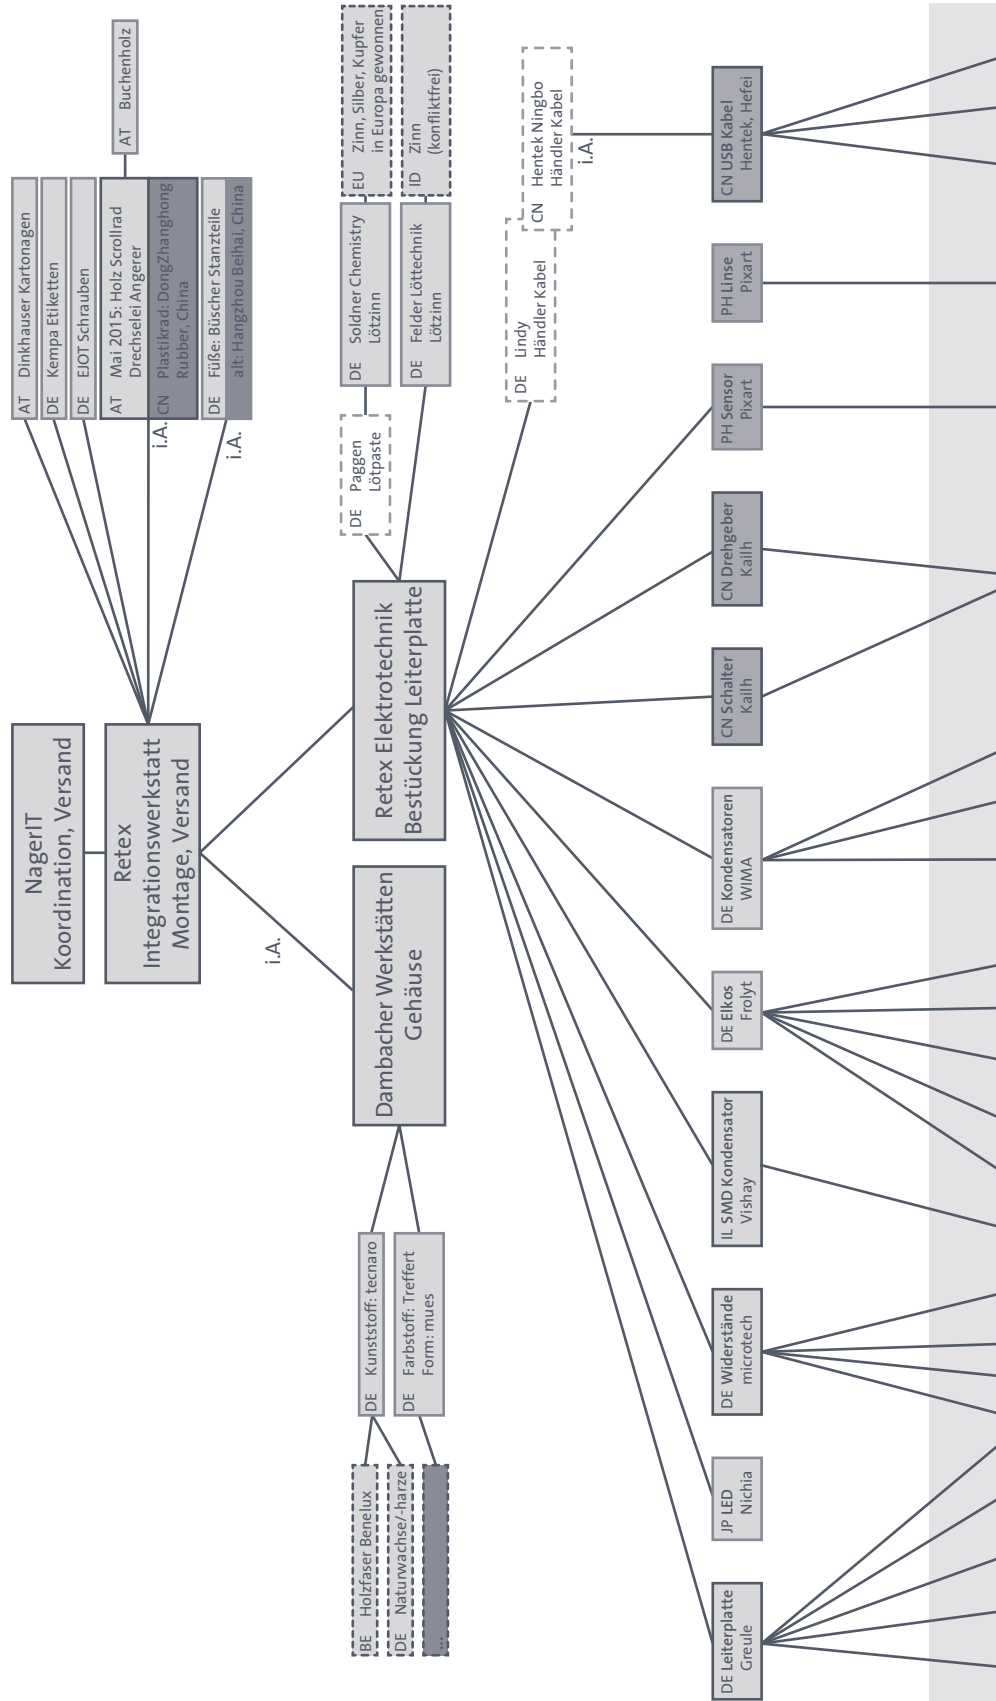 NagerIT
Koordination, Versand
Retex
Integrationswerkstatt
Montage, Versand
AT Dinkhauser Kartonagen
DE Kempa Etiketten
DE EJOT Schrauben
AT Mai 2015: Holz Scrollrad
Drechselei Angerer
CN Plastikrad: DongZhanghong
Rubber, China
i.A.
DE Füße: Büscher Stanzteile
alt: Hangzhou Beihai, China
i.A.
AT Buchenholz
i.A.
Dambacher Werkstätten
Gehäuse
Retex Elektrotechnik
Bestückung Leiterplatte
DE Kunststoff: tecnaro
DE Farbstoff: Treffert
Form: mues
BE Holzfaser Benelux
DE Naturwachse/-harze
...
DE Paggen
Lötpaste
DE Soldner Chemistry
Lötzinn
DE Felder Löttechnik
Lötzinn
EU Zinn, Silber, Kupfer
in Europa gewonnen
ID Zinn
(konfliktfrei)
DE Lindy
Händler Kabel
CN Hentek Ningbo
Händler Kabel
i.A.
DE Leiterplatte
Greule
JP LED
Nichia
DE Widerstände
microtech
IL SMD Kondensator
Vishay
DE Elkos
Frolyt
DE Kondensatoren
WIMA
CN Schalter
Kailh
CN Drehgeber
Kailh
PH Sensor
Pixart
PH Linse
Pixart
CN USB Kabel
Hentek, Hefei